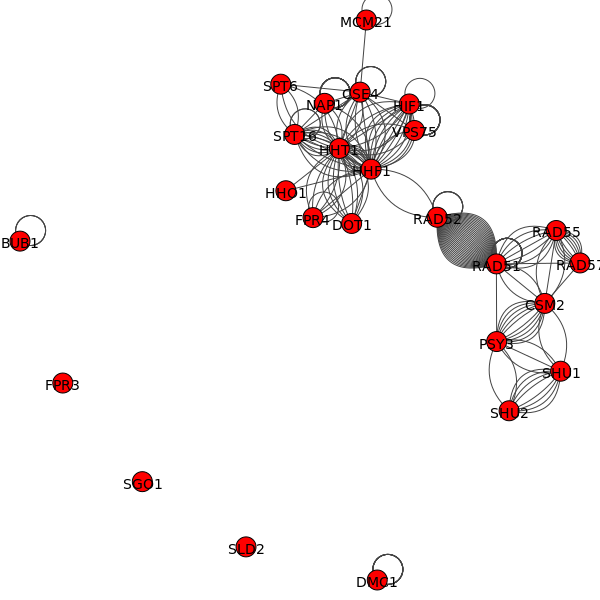 MCM21
SPT6
CSE4
NAP1
RIF1
SPT16
VPS75
HHT1
HHF1
HHO1
FPR4
DOT1
RAD52
RAD55
BUB1
RAD51
RAD57
CSM2
PSY3
SHU1
FPR3
SHU2
SGO1
SLD2
DMC1